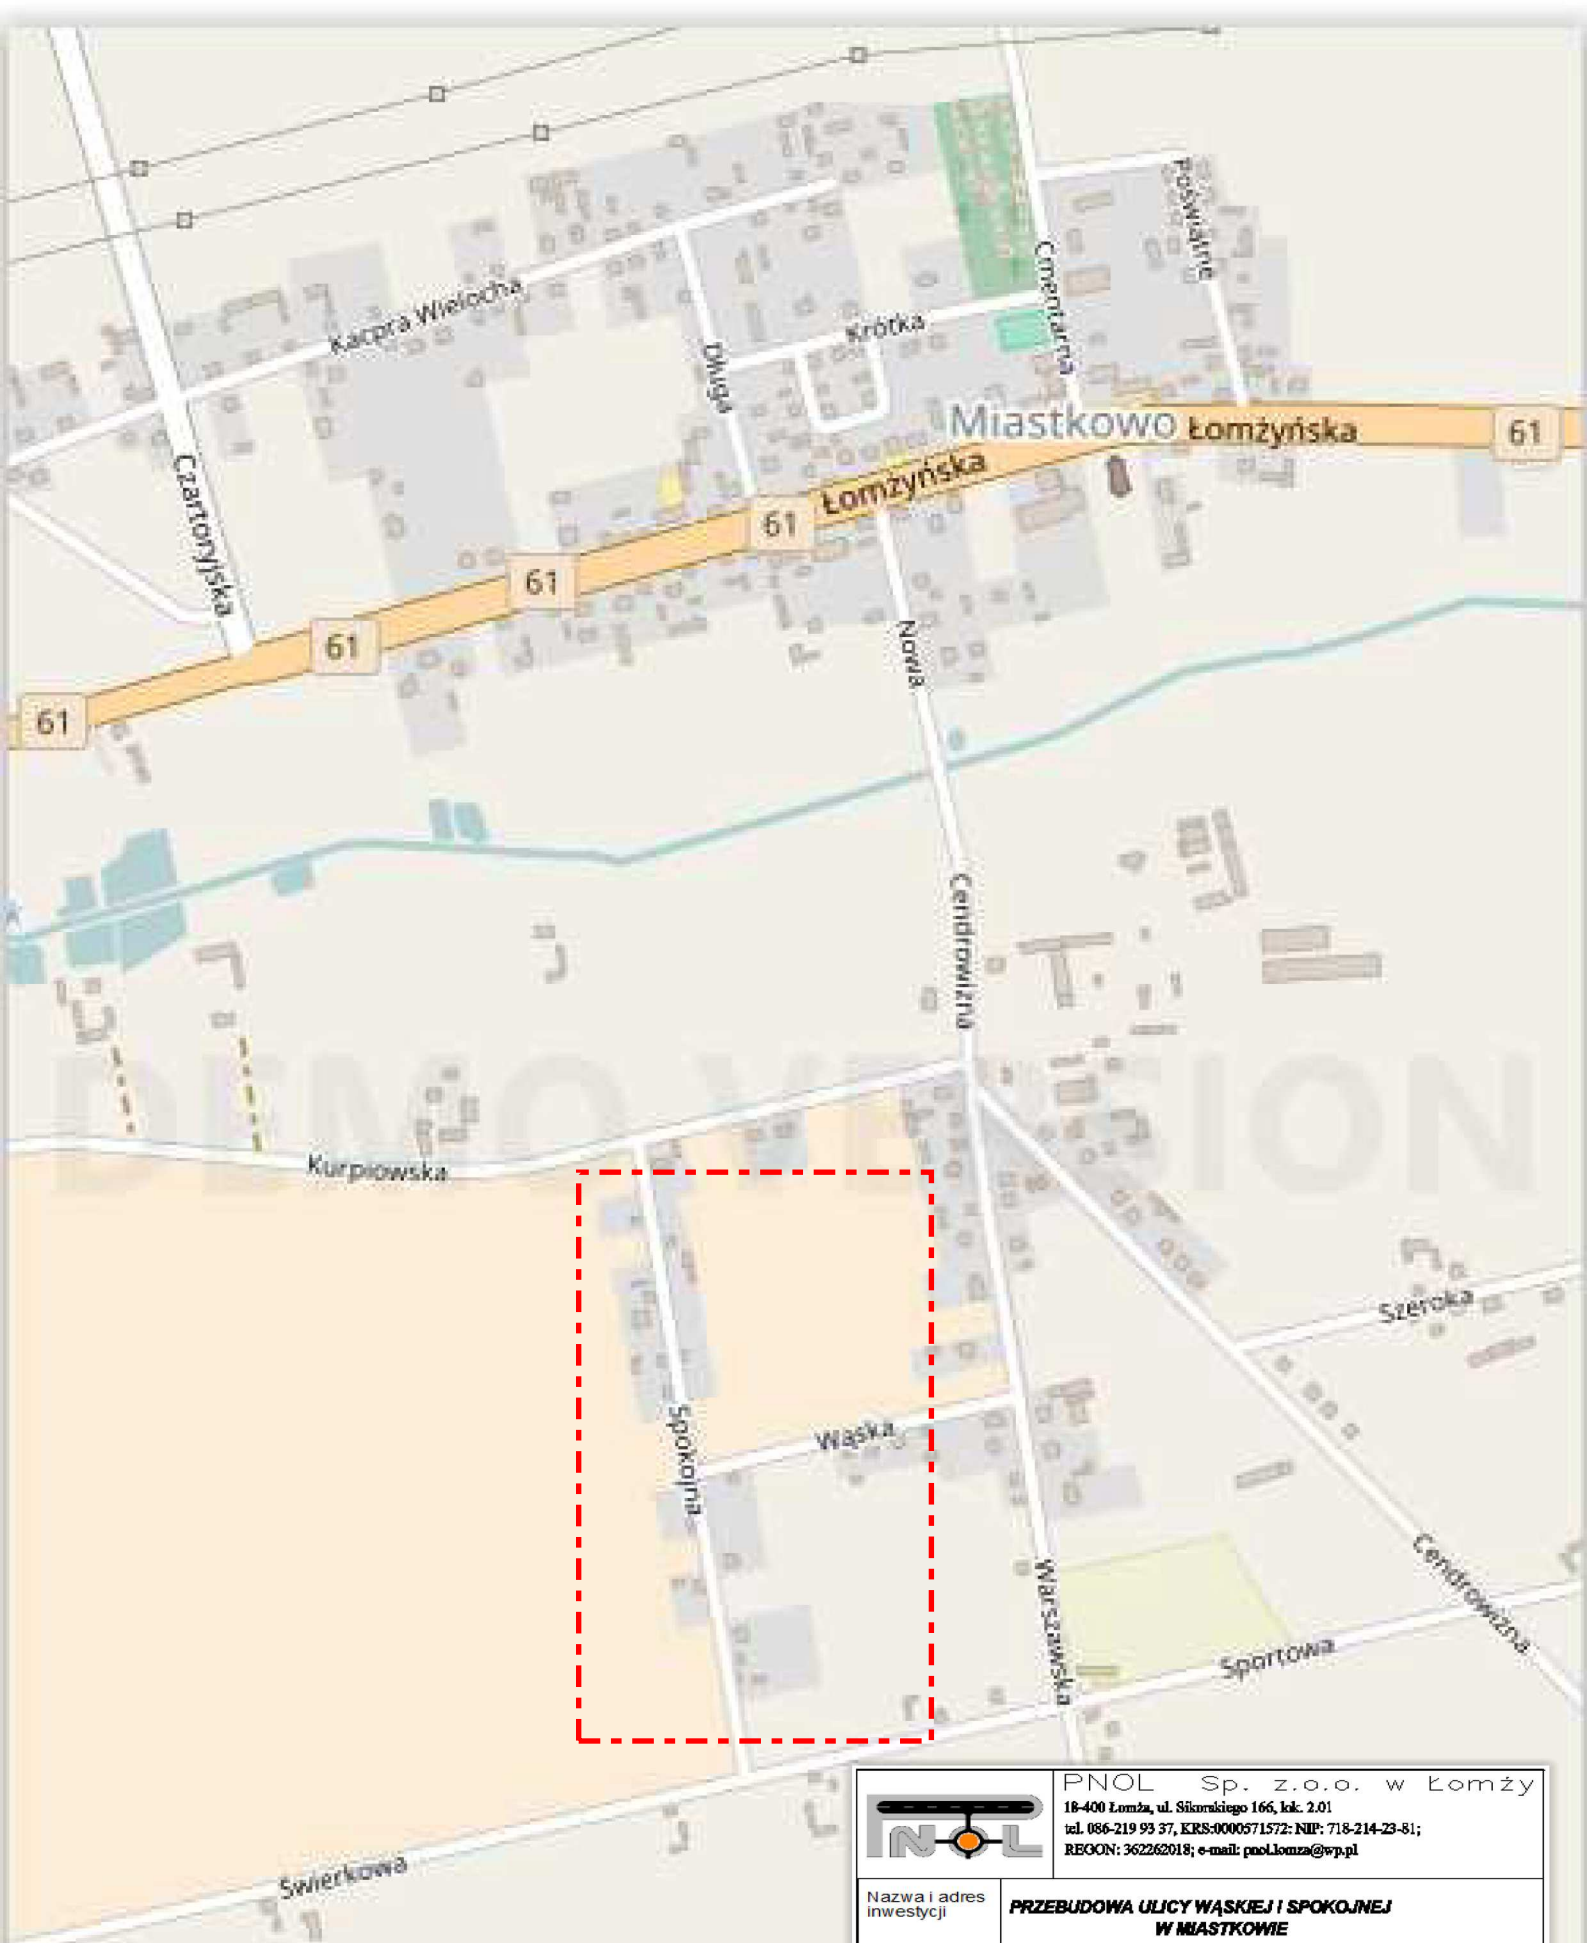 Poświątne
Cmentarna
Kacpra Wielocha
Krótka
Długa
Miastkowo
Łomżyńska
61
Łomżyńska
61
Czartoryjska
61
61
Nowa
61
Cendrowizna
DEMO VERSION
Kurpiowska
Szeroka
Spokojna
Wąska
Cendrowizna
Warszawska
Sportowa
Świerkowa
PNOL Sp. z.o.o. w Łomży
18-400 Łomża, ul. Sikorskiego 166, lok. 2.01
tel. 086-219 93 37, KRS:0000571572: NIP: 718-214-23-81;
REGON: 362262018; e-mail: pnol.lomza@wp.pl
PNOL
Nazwa i adres
inwestycji
PRZEBUDOWA ULICY WĄSKIEJ I SPOKOJNEJ
W MIASTKOWIE